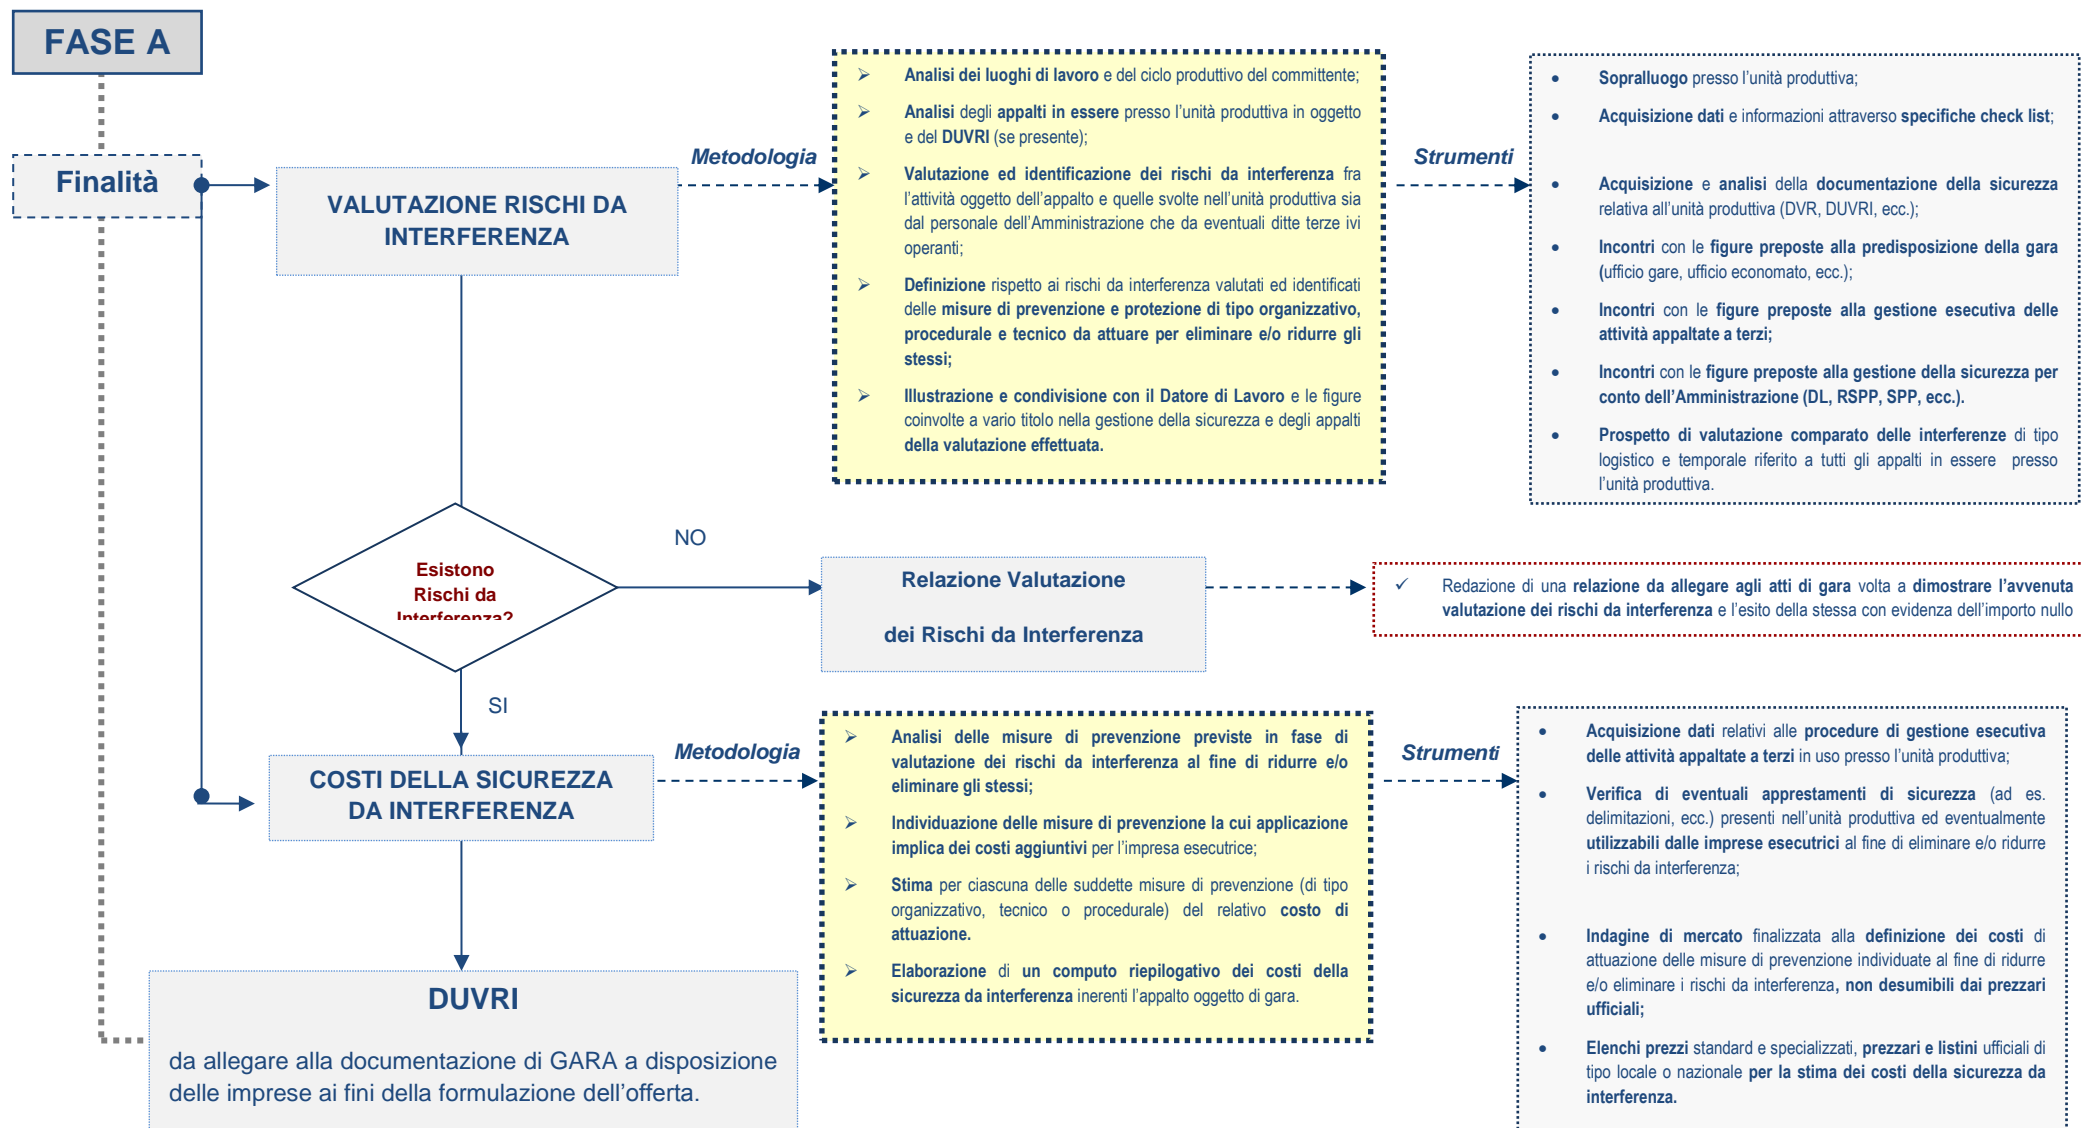 FASE A
Finalità
VALUTAZIONE RISCHI DA
INTERFERENZA
Metodologia
➢ Analisi dei luoghi di lavoro e del ciclo produttivo del committente;
➢ Analisi degli appalti in essere presso l'unità produttiva in oggetto
e del DUVRI (se presente);
➢ Valutazione ed identificazione dei rischi da interferenza fra
l'attività oggetto dell'appalto e quelle svolte nell'unità produttiva sia
dal personale dell'Amministrazione che da eventuali ditte terze ivi
operanti;
➢ Definizione rispetto ai rischi da interferenza valutati ed identificati
delle misure di prevenzione e protezione di tipo organizzativo,
procedurale e tecnico da attuare per eliminare e/o ridurre gli
stessi;
➢ Illustrazione e condivisione con il Datore di Lavoro e le figure
coinvolte a vario titolo nella gestione della sicurezza e degli appalti
della valutazione effettuata.
Strumenti
• Sopralluogo presso l'unità produttiva;
• Acquisizione dati e informazioni attraverso specifiche check list;
• Acquisizione e analisi della documentazione della sicurezza
relativa all'unità produttiva (DVR, DUVRI, ecc.);
• Incontri con le figure preposte alla predisposizione della gara
(ufficio gare, ufficio economato, ecc.);
• Incontri con le figure preposte alla gestione esecutiva delle
attività appaltate a terzi;
• Incontri con le figure preposte alla gestione della sicurezza per
conto dell'Amministrazione (DL, RSPP, SPP, ecc.).
• Prospetto di valutazione comparato delle interferenze di tipo
logistico e temporale riferito a tutti gli appalti in essere presso
l'unità produttiva.
Esistono
Rischi da
Interferenza?
NO
Relazione Valutazione
dei Rischi da Interferenza
✓ Redazione di una relazione da allegare agli atti di gara volta a dimostrare l'avvenuta
valutazione dei rischi da interferenza e l'esito della stessa con evidenza dell'importo nullo
SI
COSTI DELLA SICUREZZA
DA INTERFERENZA
Metodologia
➢ Analisi delle misure di prevenzione previste in fase di
valutazione dei rischi da interferenza al fine di ridurre e/o
eliminare gli stessi;
➢ Individuazione delle misure di prevenzione la cui applicazione
implica dei costi aggiuntivi per l'impresa esecutrice;
➢ Stima per ciascuna delle suddette misure di prevenzione (di tipo
organizzativo, tecnico o procedurale) del relativo costo di
attuazione.
➢ Elaborazione di un computo riepilogativo dei costi della
sicurezza da interferenza inerenti l'appalto oggetto di gara.
Strumenti
• Acquisizione dati relativi alle procedure di gestione esecutiva
delle attività appaltate a terzi in uso presso l'unità produttiva;
• Verifica di eventuali apprestamenti di sicurezza (ad es.
delimitazioni, ecc.) presenti nell'unità produttiva ed eventualmente
utilizzabili dalle imprese esecutrici al fine di eliminare e/o ridurre
i rischi da interferenza;
• Indagine di mercato finalizzata alla definizione dei costi di
attuazione delle misure di prevenzione individuate al fine di ridurre
e/o eliminare i rischi da interferenza, non desumibili dai prezzari
ufficiali;
• Elenchi prezzi standard e specializzati, prezzari e listini ufficiali di
tipo locale o nazionale per la stima dei costi della sicurezza da
interferenza.
DUVRI
da allegare alla documentazione di GARA a disposizione
delle imprese ai fini della formulazione dell'offerta.